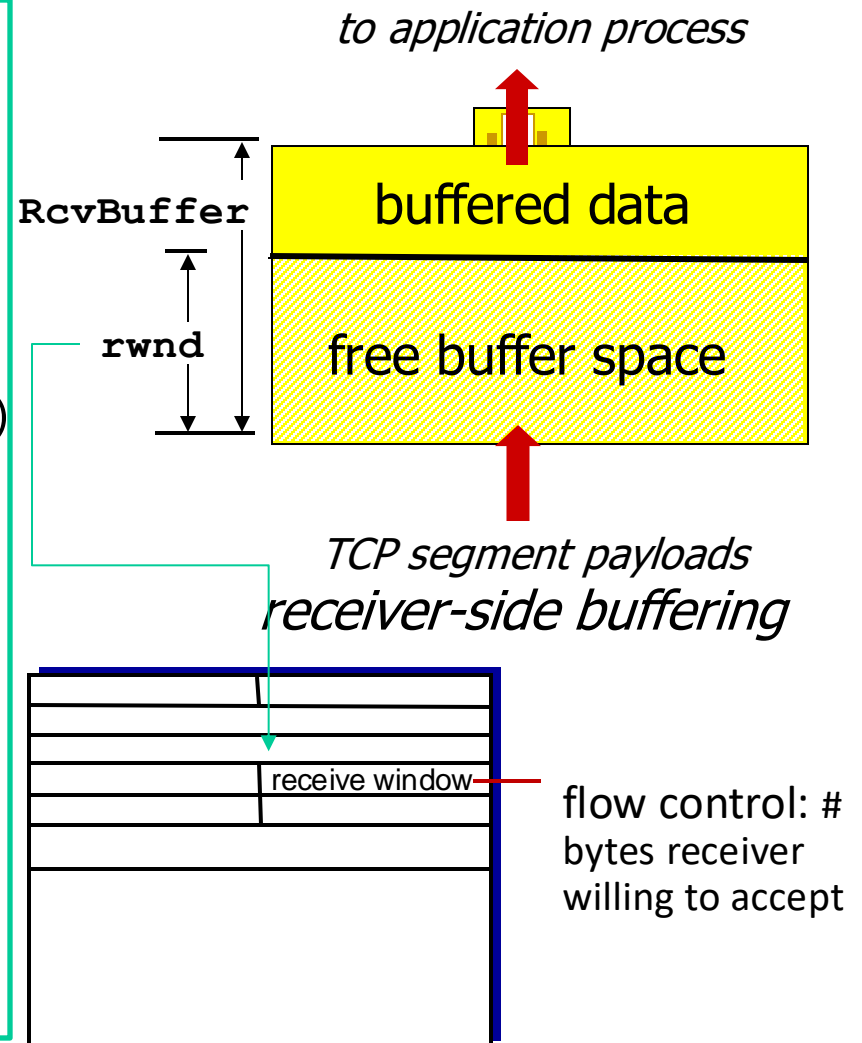 to application process
RcvBuffer
buffered data
rwnd
free buffer space
)
TCP segment payloads
receiver-side buffering
receive window
flow control: #
bytes receiver
willing to accept